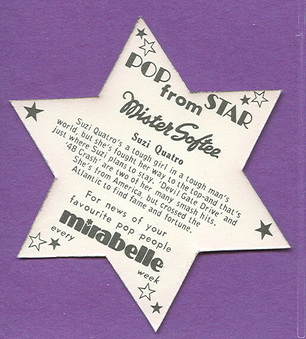 POP STAR
from
Mister Softee
Suzi Quatro
Suzi Quatro's a tough girl in a tough man's
world, but she's fought her way to the top-and that's
just where Suzi plans to stay. 'Devil Gate Drive' and
'48 Crash' are two of her many smash hits.
She's from America, but crossed the
Atlantic to find fame and fortune.
For news of your
favourite pop people
mirabelle
every week